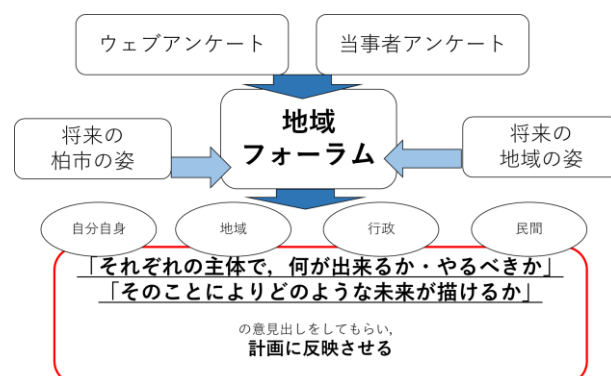 ウェブアンケート
当事者アンケート
地域
フォーラム
将来の
柏市の姿
将来の
地域の姿
自分自身
地域
行政
民間
「それぞれの主体で，何が出来るか・やるべきか」
「そのことによりどのような未来が描けるか」
の意見出しをしてもらい，
計画に反映させる